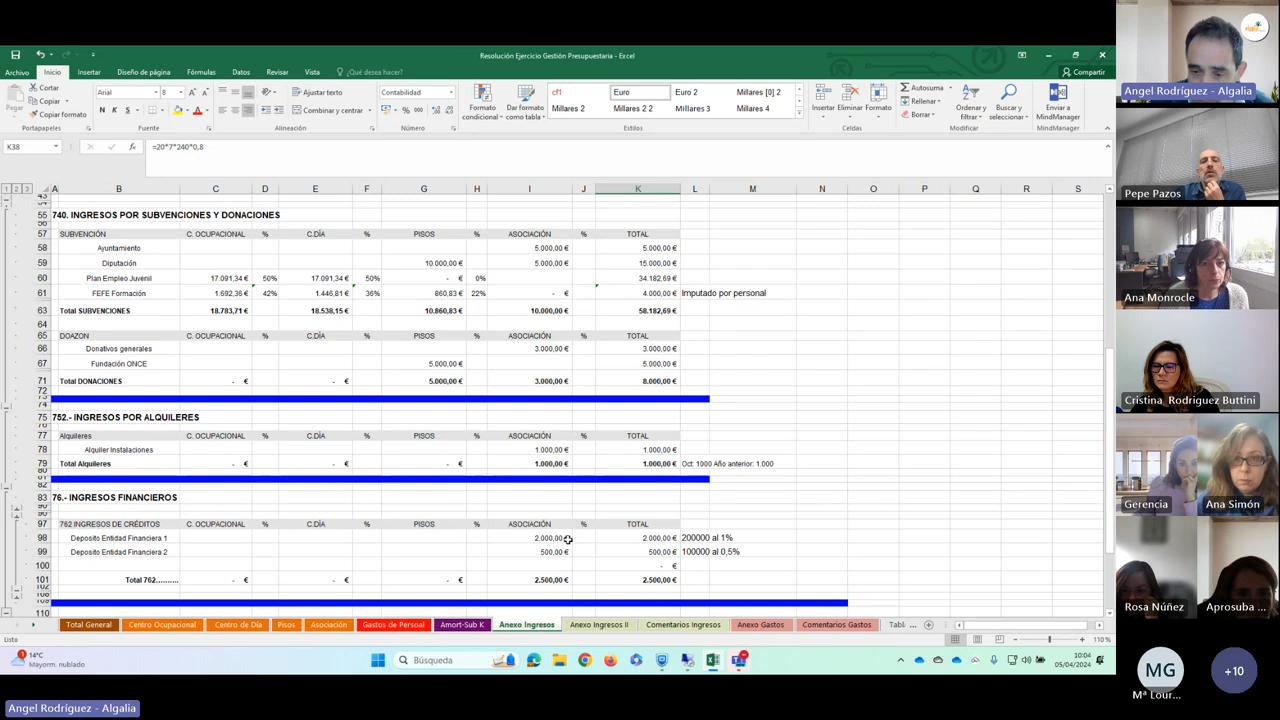 Resolución Ejercicio Gestión Presupuestaria - Excel
Archivo Inicio Insertar Diseño de página Fórmulas Datos Revisar Vista ¿Qué desea hacer? Compartir
Pegar
Cortar
Copiar
Copiar formato
Portapapeles
Arial 8
N
Fuente
Ajustar texto
Combinar y centrar
Alineación
Contabilidad
Número
Formato condicional
Dar formato como tabla
cf1 Euro Euro 2 Millares [0] 2
Millares 2 Millares 2 2 Millares 3 Millares 4
Estilos
Insertar Eliminar Formato
Celdas
Autosuma
Rellenar
Borrar
Ordenar y filtrar
Buscar y seleccionar
Modificar
Enviar a MindManager
MindManager
K38 =20*7*240*0,8
1 2 3 A B C D E F G H I J K L M N O P Q R S
55 740. INGRESOS POR SUBVENCIONES Y DONACIONES
57 SUBVENCIÓN C. OCUPACIONAL % C.DÍA % PISOS % ASOCIACIÓN % TOTAL
58 Ayuntamiento 5.000,00 € 5.000,00 €
59 Diputación 10.000,00 € 5.000,00 € 15.000,00 €
60 Plan Empleo Juvenil 17.091,34 € 50% 17.091,34 € 50% - € 0% 34.182,69 €
61 FEFE Formación 1.692,36 € 42% 1.446,81 € 36% 860,83 € 22% - € 4.000,00 € Imputado por personal
63 Total SUBVENCIONES 18.783,71 € 18.538,15 € 10.860,83 € 10.000,00 € 58.182,69 €
64
65 DOAZON C. OCUPACIONAL % C.DÍA % PISOS % ASOCIACIÓN % TOTAL
66 Donativos generales 3.000,00 € 3.000,00 €
67 Fundación ONCE 5.000,00 € 5.000,00 €
71 Total DONACIONES - € - € 5.000,00 € 3.000,00 € 8.000,00 €
72
75 752.- INGRESOS POR ALQUILERES
77 Alquileres C. OCUPACIONAL % C.DÍA % PISOS % ASOCIACIÓN % TOTAL
78 Alquiler Instalaciones 1.000,00 € 1.000,00 €
79 Total Alquileres - € - € - € 1.000,00 € 1.000,00 € Oct: 1000 Año anterior: 1.000
82
83 76.- INGRESOS FINANCIEROS
97 762 INGRESOS DE CRÉDITOS C. OCUPACIONAL % C.DÍA % PISOS % ASOCIACIÓN % TOTAL
98 Deposito Entidad Financiera 1 2.000,00 € 2.000,00 € 200000 al 1%
99 Deposito Entidad Financiera 2 500,00 € 500,00 € 100000 al 0,5%
100 - €
101 Total 762......... - € - € - € 2.500,00 € 2.500,00 €
110
Total General Centro Ocupacional Centro de Día Pisos Asociación Gastos de Persoal Amort-Sub K Anexo Ingresos Anexo Ingresos II Comentarios Ingresos Anexo Gastos Comentarios Gastos
Listo 110 %
14°C
Mayorm. nublado
Búsqueda
10:04
05/04/2024
Angel Rodríguez - Algalia
Angel Rodríguez - Algalia
Pepe Pazos
Ana Monrocle
Cristina_Rodriguez Buttini
Gerencia
Ana Simón
Rosa Núñez
Aprosuba ...
MG
Mª Lour...
+10